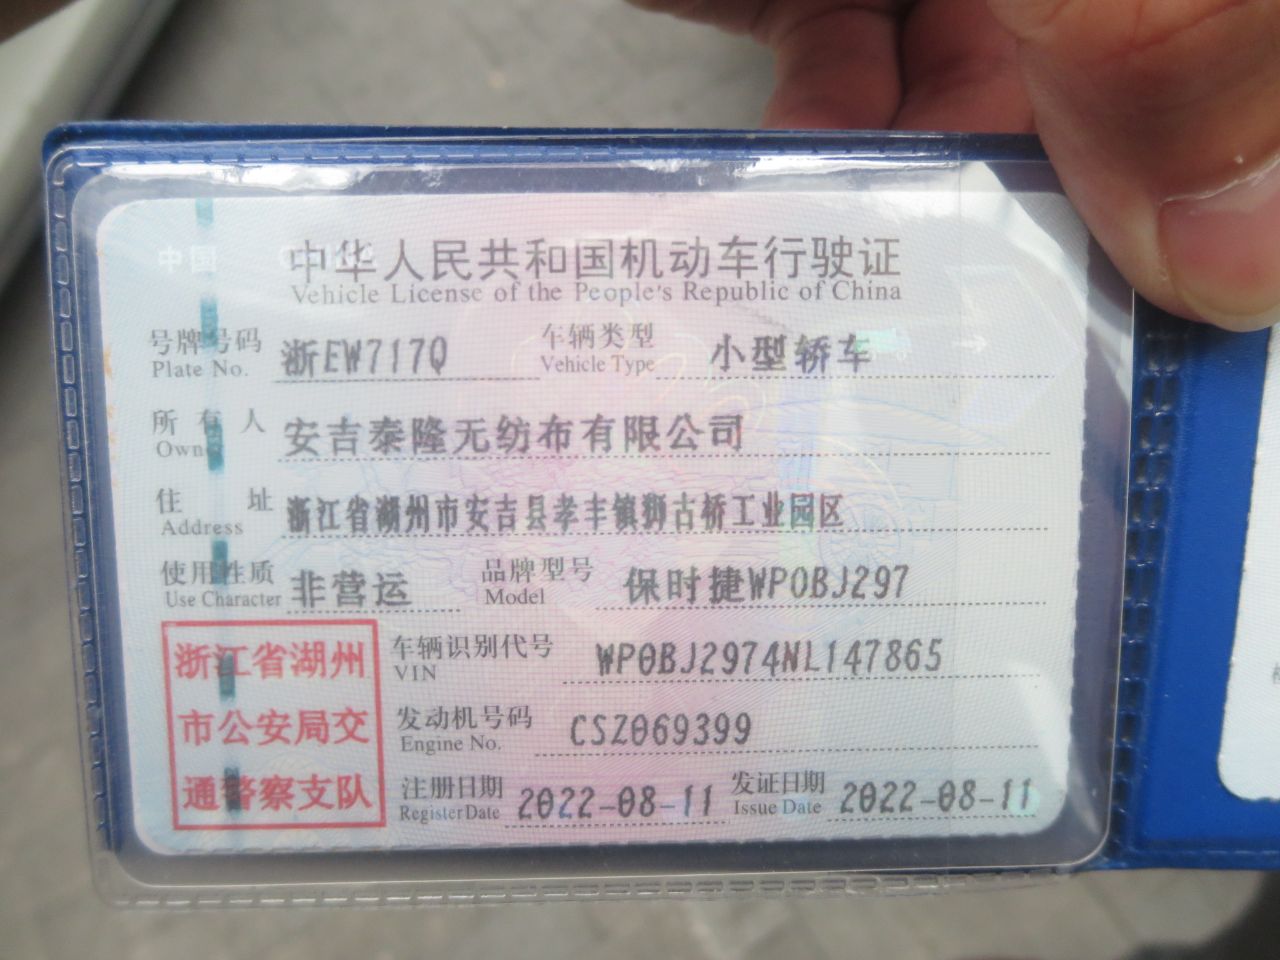 中国
中华人民共和国机动车行驶证
Vehicle License of the People's Republic of China
号牌号码 浙EW717Q 车辆类型 小型轿车
Plate No. Vehicle Type
所有人 安吉泰隆无纺布有限公司
Owner
住址 浙江省湖州市安吉县孝丰镇狮古桥工业园区
Address
使用性质 非营运 品牌型号 保时捷WP0BJ297
Use Character Model
车辆识别代号 WP0BJ2974NL147865
VIN
发动机号码 CSZ069399
Engine No.
注册日期 2022-08-11 发证日期 2022-08-11
Register Date Issue Date
浙江省湖州
市公安局交
通警察支队